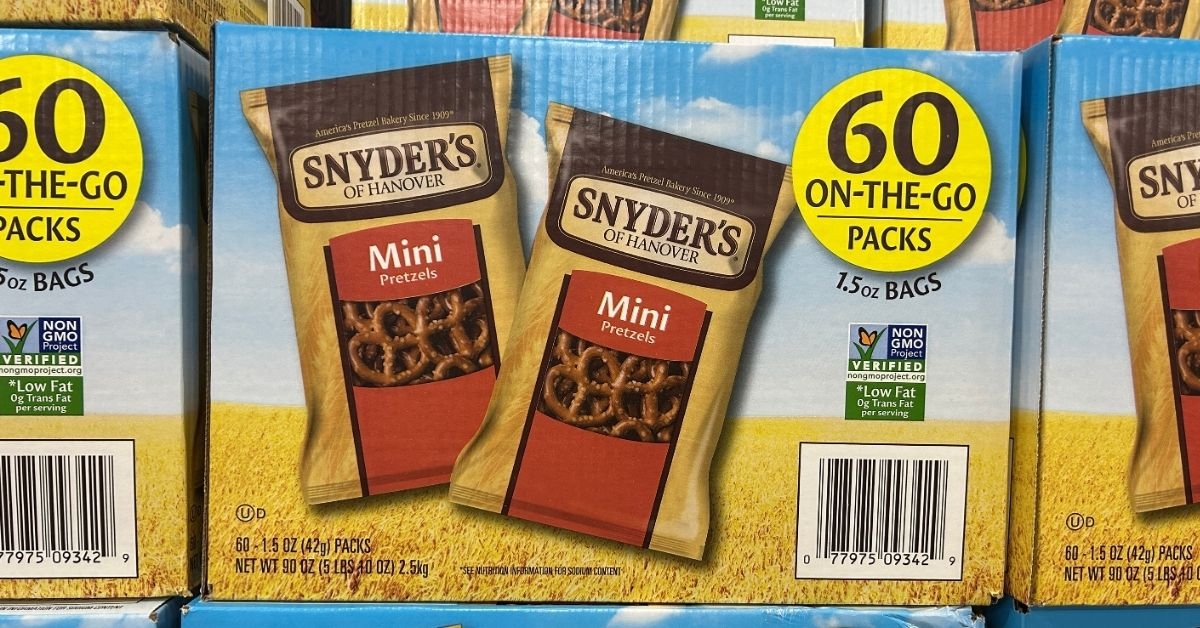 Low Fat
0g Trans Fat
per serving
60
-THE-GO
PACKS
5oz BAGS
NON
GMO
Project
VERIFIED
nongmoproject.org
*Low Fat
0g Trans Fat
per serving
77975 09342 9
America's Pretzel Bakery Since 1909*
SNYDER'S
OF HANOVER
Mini
Pretzels
America's Pretzel Bakery Since 1909*
SNYDER'S®
OF HANOVER
Mini
Pretzels
60
ON-THE-GO
PACKS
1.5oz BAGS
NON
GMO
Project
VERIFIED
nongmoproject.org
*Low Fat
0g Trans Fat
per serving
0 77975 09342 9
UD
60 - 1.5 OZ (42g) PACKS
NET WT 90 OZ (5 LBS 10 OZ) 2.5kg
*SEE NUTRITION INFORMATION FOR SODIUM CONTENT
America's P
SNY
OF
UD
60 - 1.5 OZ (42g) PACKS
NET WT 90 OZ (5 LBS 10 O